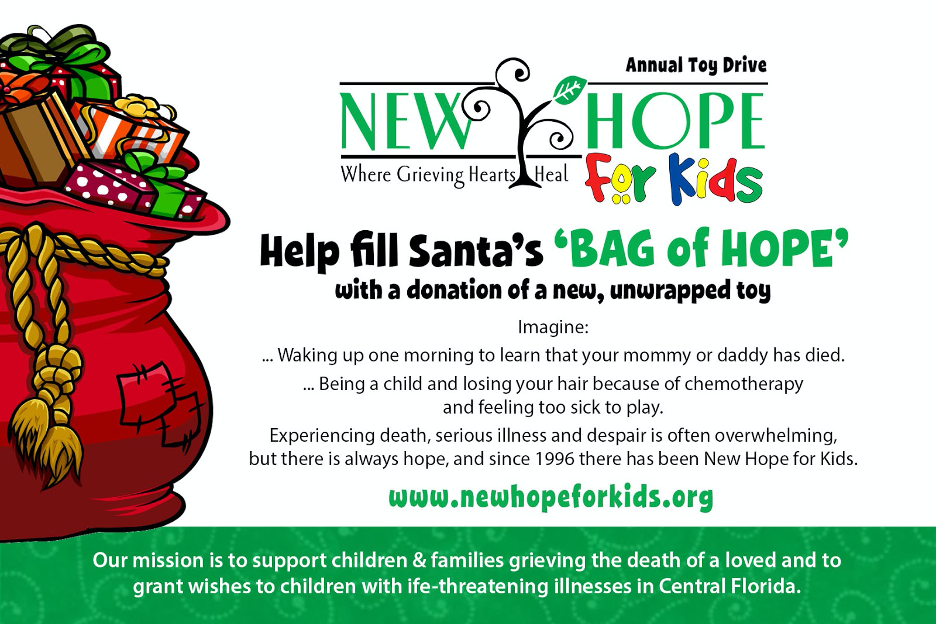 Annual Toy Drive
NEW HOPE
Where Grieving Hearts Heal
For Kids
Help fill Santa's 'BAG of HOPE'
with a donation of a new, unwrapped toy
Imagine:
... Waking up one morning to learn that your mommy or daddy has died.
... Being a child and losing your hair because of chemotherapy
and feeling too sick to play.
Experiencing death, serious illness and despair is often overwhelming,
but there is always hope, and since 1996 there has been New Hope for Kids.
www.newhopeforkids.org
Our mission is to support children & families grieving the death of a loved and to
grant wishes to children with ife-threatening illnesses in Central Florida.